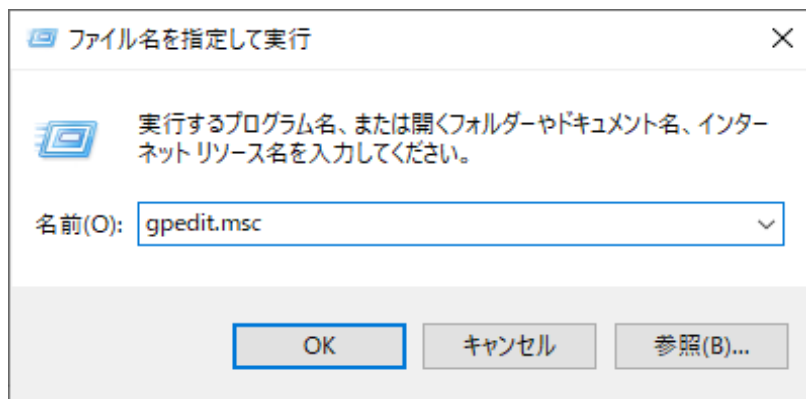 ファイル名を指定して実行
実行するプログラム名、または開くフォルダーやドキュメント名、インター
ネット リソース名を入力してください。
名前(O): gpedit.msc
OK キャンセル 参照(B)...